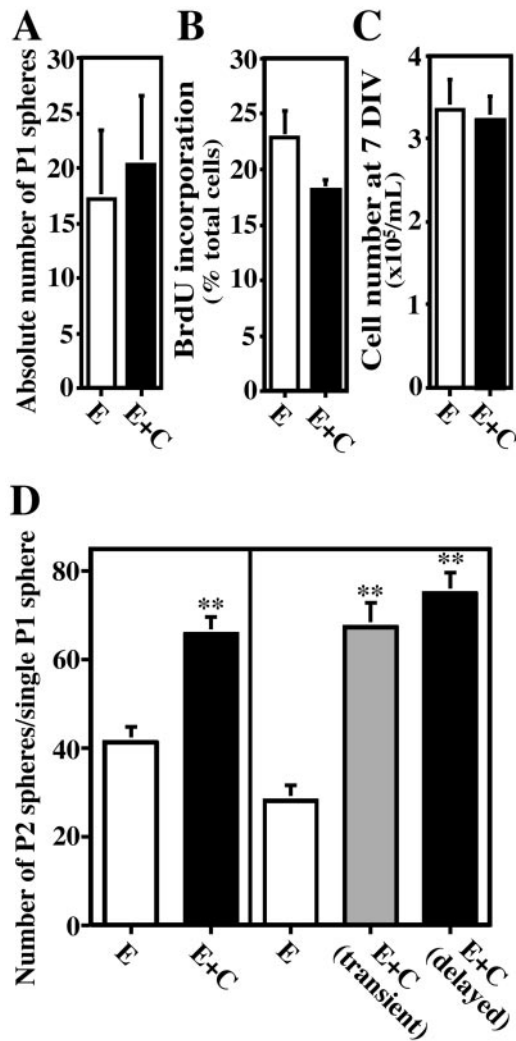 A
Absolute number of P1 spheres
30
25
20
15
10
5
0
E
E+C
B
BrdU incorporation
(% total cells)
30
25
20
15
10
5
0
E
E+C
C
Cell number at 7 DIV
(x10⁵/mL)
4
3
2
1
0
E
E+C
D
Number of P2 spheres/single P1 sphere
80
60
40
20
0
**
**
**
E
E+C
E
E+C
(transient)
E+C
(delayed)